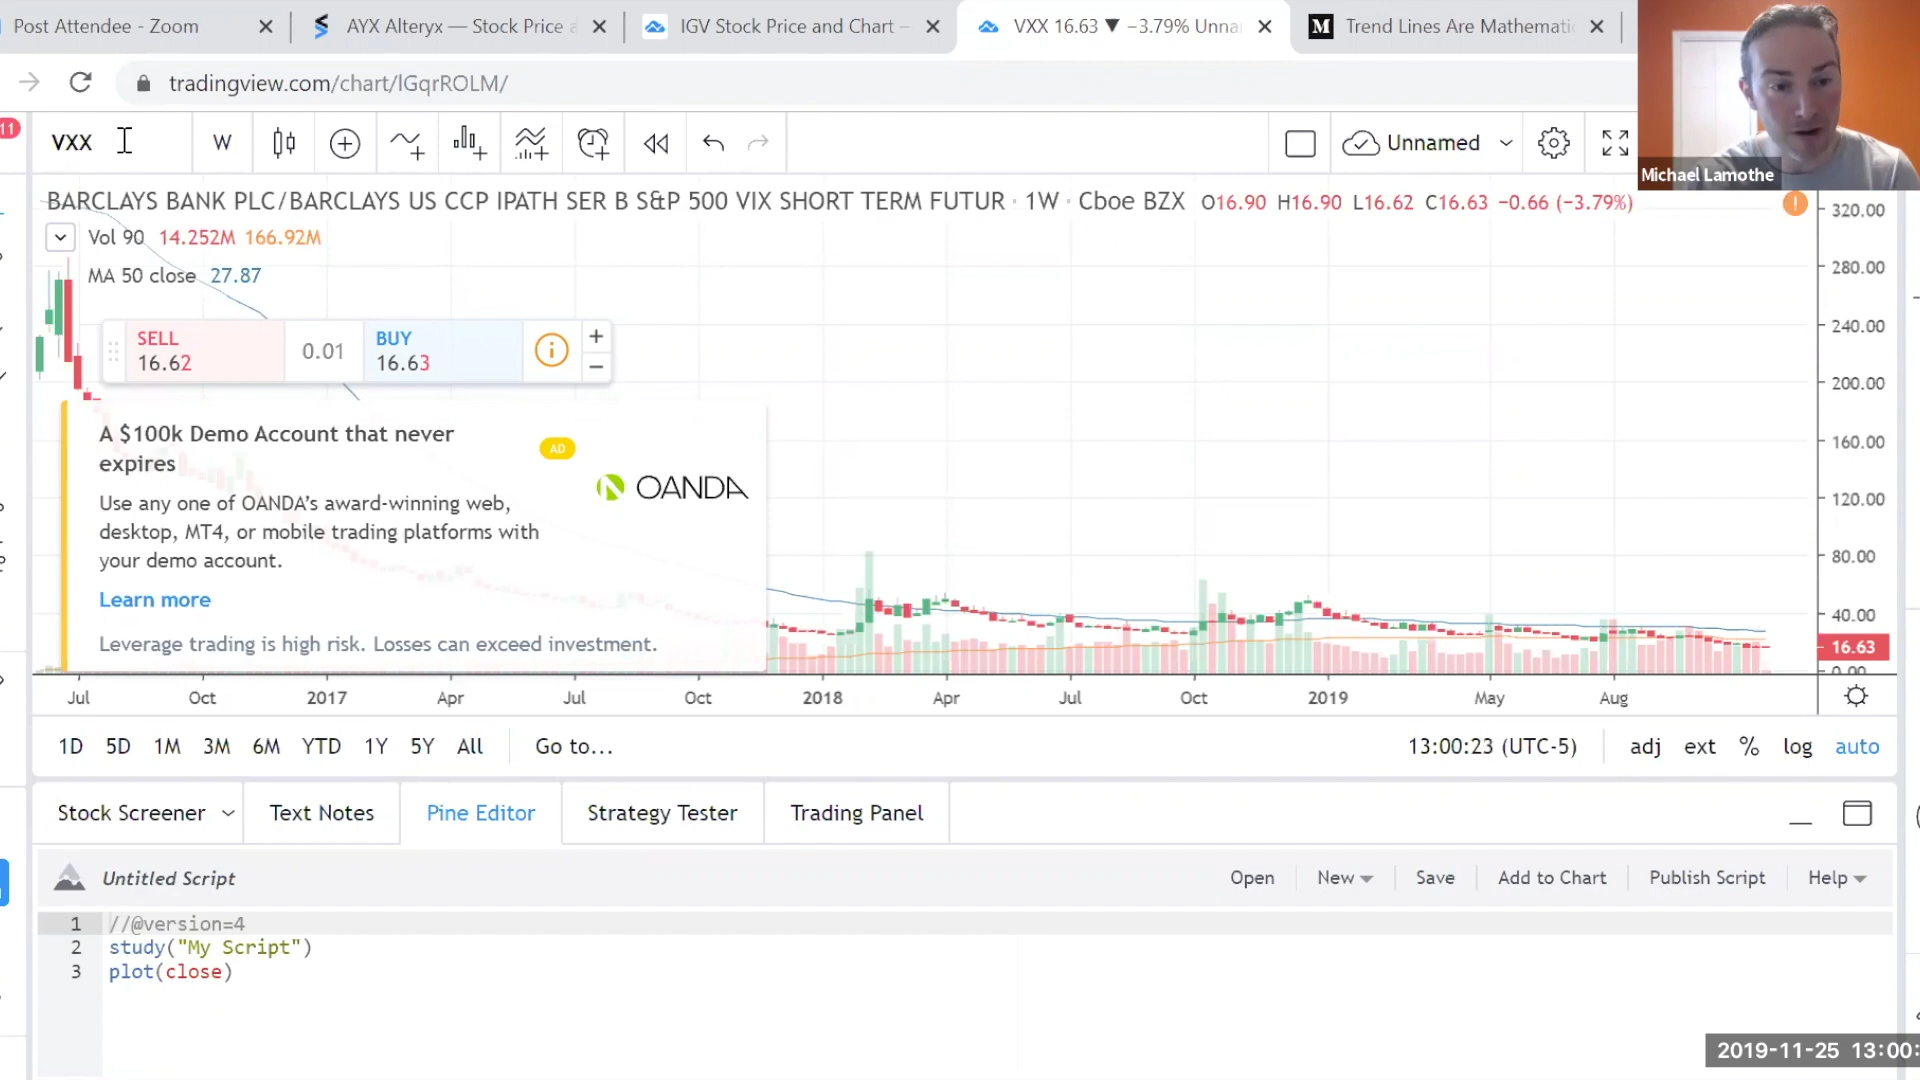 Post Attendee - Zoom
AYX Alteryx — Stock Price a
IGV Stock Price and Chart –
VXX 16.63 ▼ −3.79% Unna
M Trend Lines Are Mathemati
tradingview.com/chart/lGqrROLM/
11
VXX
W
Unnamed
Michael Lamothe
BARCLAYS BANK PLC/BARCLAYS US CCP IPATH SER B S&P 500 VIX SHORT TERM FUTUR · 1W · Cboe BZX O16.90 H16.90 L16.62 C16.63 −0.66 (−3.79%)
Vol 90 14.252M 166.92M
MA 50 close 27.87
SELL
16.62
0.01
BUY
16.63
A $100k Demo Account that never
expires
AD
OANDA
Use any one of OANDA's award-winning web,
desktop, MT4, or mobile trading platforms with
your demo account.
Learn more
Leverage trading is high risk. Losses can exceed investment.
320.00
280.00
240.00
200.00
160.00
120.00
80.00
40.00
16.63
0.00
Jul Oct 2017 Apr Jul Oct 2018 Apr Jul Oct 2019 May Aug
1D 5D 1M 3M 6M YTD 1Y 5Y All Go to...
13:00:23 (UTC-5) adj ext % log auto
Stock Screener Text Notes Pine Editor Strategy Tester Trading Panel
Untitled Script
Open New Save Add to Chart Publish Script Help
1 //@version=4
2 study("My Script")
3 plot(close)
2019-11-25 13:00: